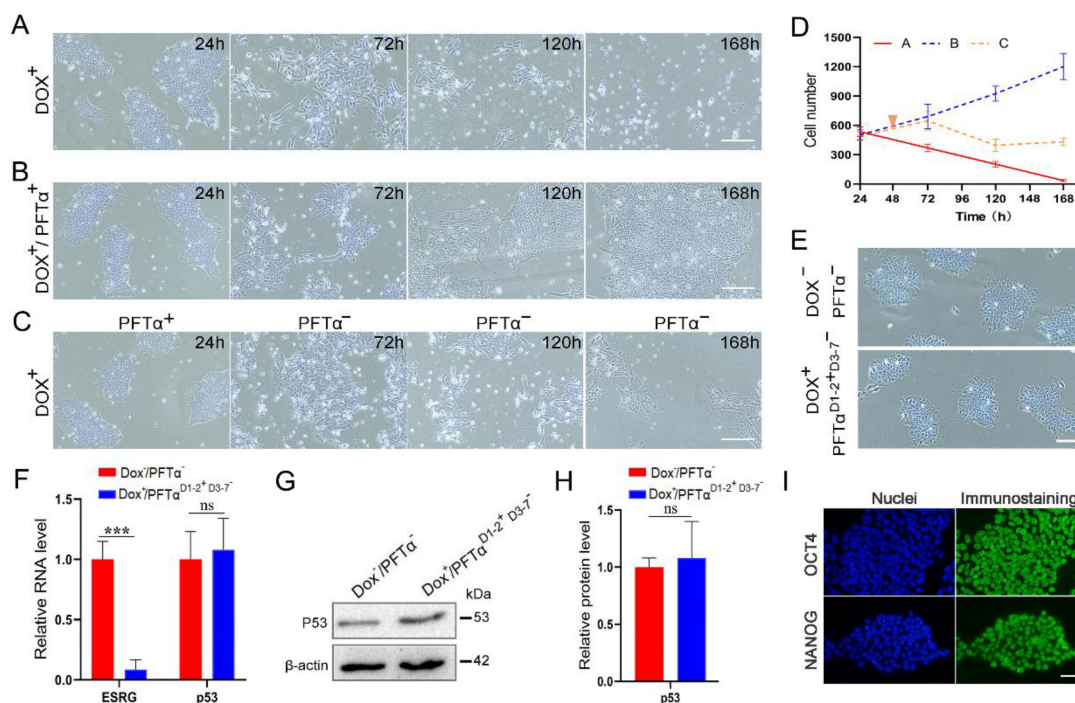 A
DOX+
24h
72h
120h
168h
B
DOX+/PFTα+
24h
72h
120h
168h
C
PFTα+
PFTα−
PFTα−
PFTα−
DOX+
24h
72h
120h
168h
D
A
B
C
Cell number
1500
1200
900
600
300
0
24
48
72
96
120
144
168
Time (h)
E
DOX−
PFTα−
DOX+
PFTαD1-2+D3-7−
F
Dox-/PFTα-
Dox+/PFTαD1-2+ D3-7-
Relative RNA level
1.5
1.0
0.5
0.0
***
ns
ESRG
p53
G
Dox-/PFTα-
Dox+/PFTαD1-2+ D3-7-
kDa
P53
53
β-actin
42
H
Dox-/PFTα-
Dox+/PFTαD1-2+ D3-7-
Relative protein level
1.5
1.0
0.5
0.0
ns
p53
I
Nuclei
Immunostaining
OCT4
NANOG